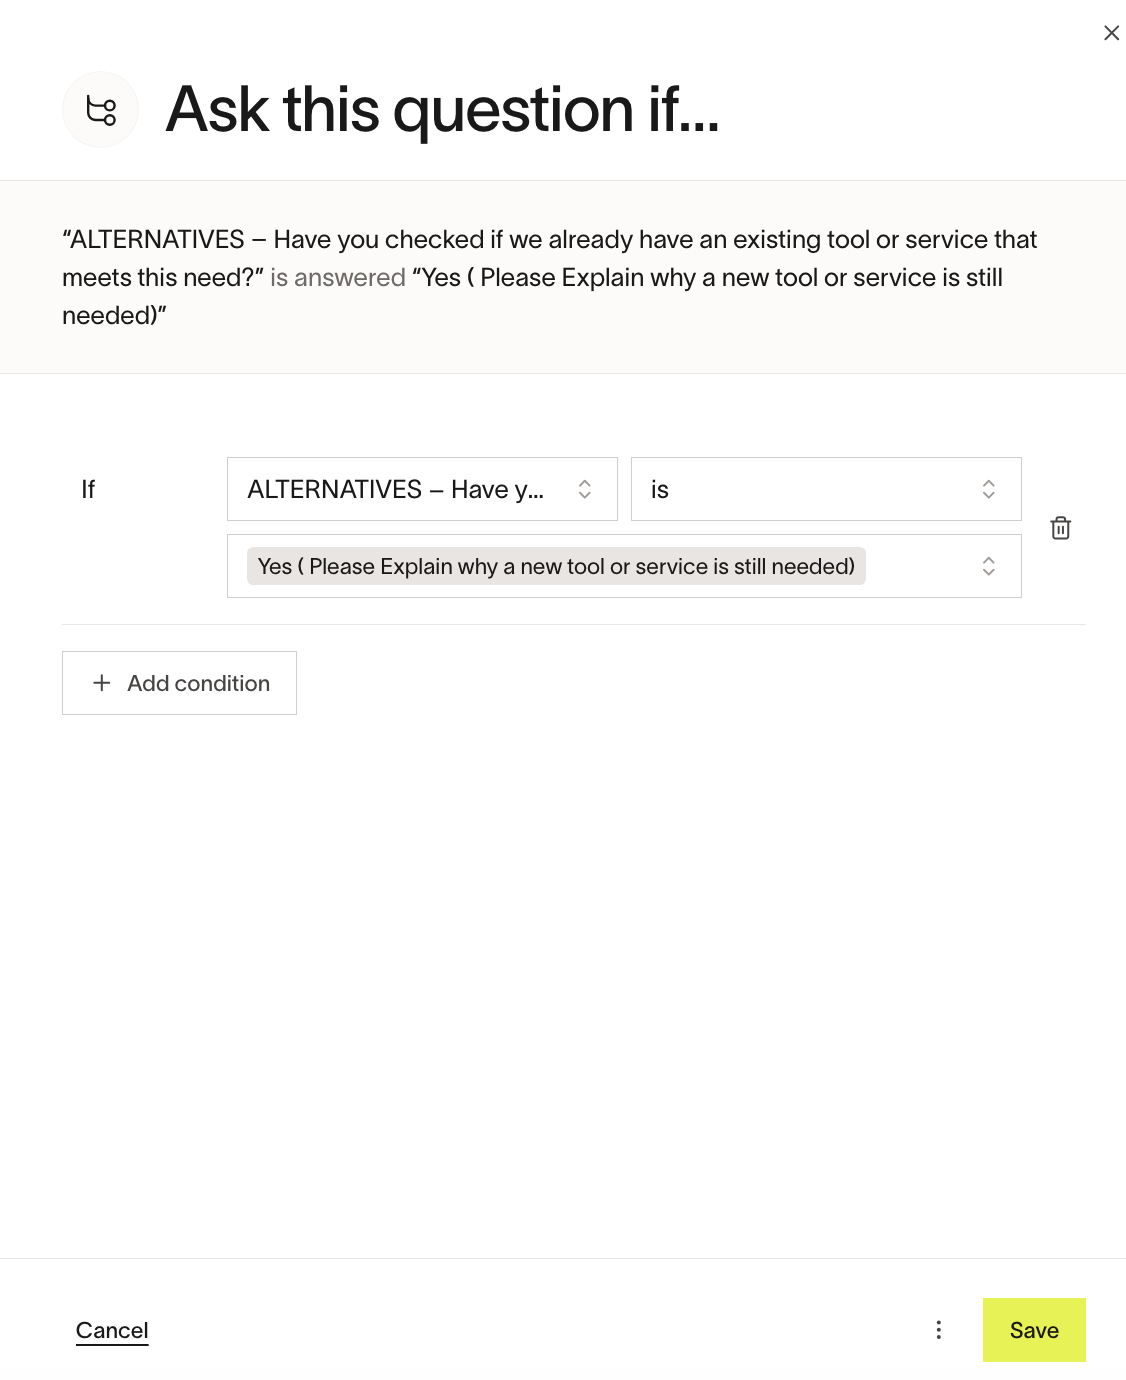 Ask this question if...
“ALTERNATIVES – Have you checked if we already have an existing tool or service that
meets this need?” is answered “Yes ( Please Explain why a new tool or service is still
needed)”
If
ALTERNATIVES – Have y...
is
Yes ( Please Explain why a new tool or service is still needed)
Add condition
Cancel
Save